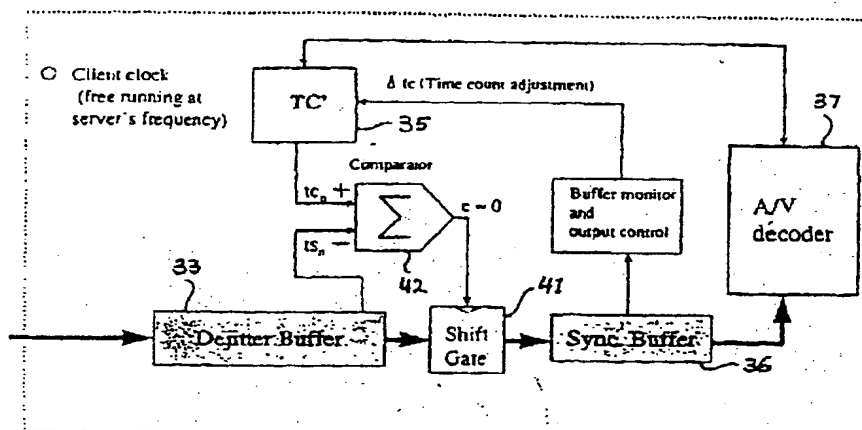 Client clock
(free running at
server's frequency)
TC'
35
Δ tc (Time count adjustment)
37
A/V
decoder
Comparator
tcn +
tsn −
Σ
42
e = 0
Buffer monitor
and
output control
33
Dejitter Buffer
41
Shift
Gate
Sync. Buffer
36